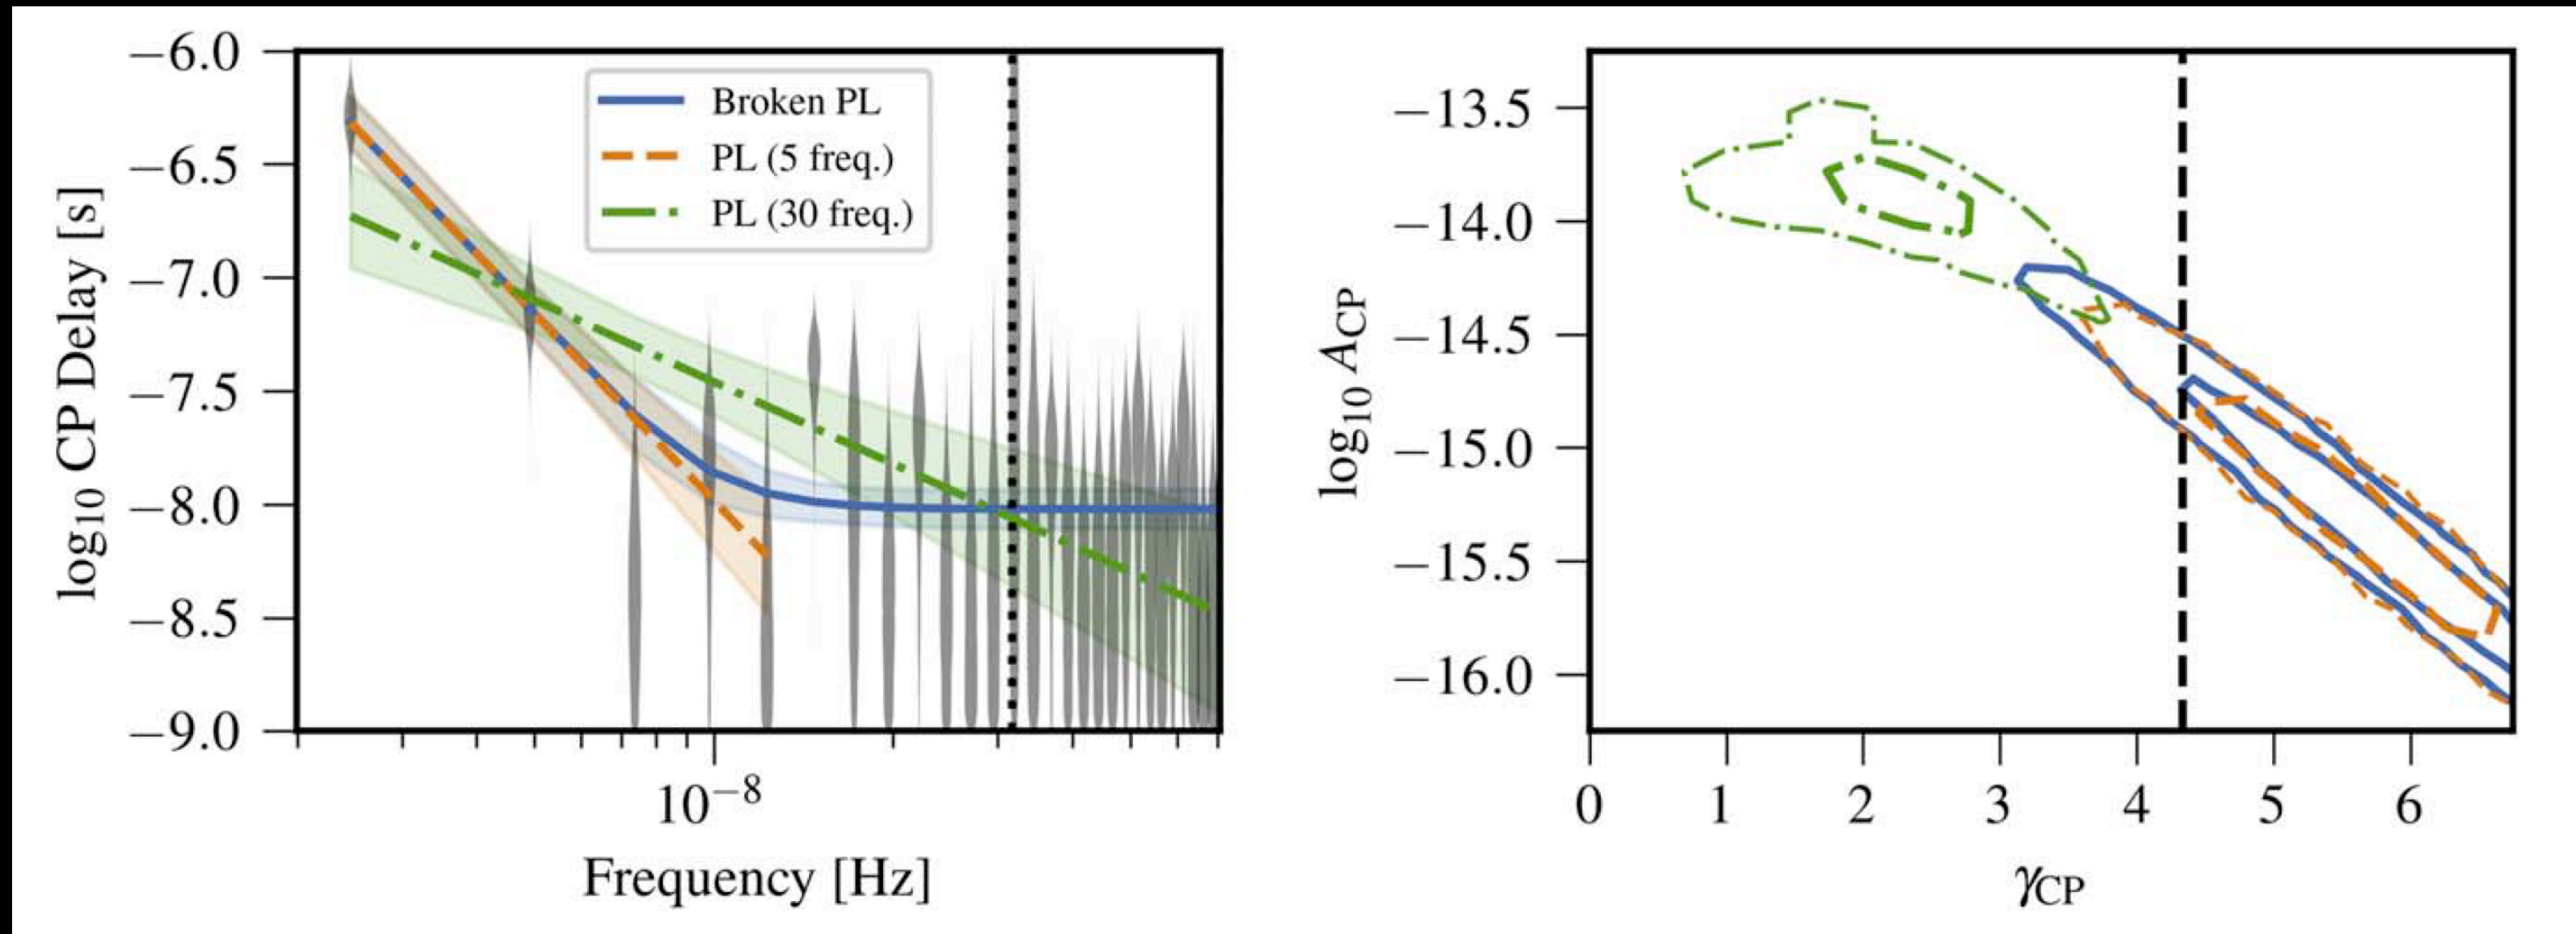 −6.0
−6.5
−7.0
−7.5
−8.0
−8.5
−9.0
log₁₀ CP Delay [s]
Broken PL
PL (5 freq.)
PL (30 freq.)
10⁻⁸
Frequency [Hz]
−13.5
−14.0
−14.5
−15.0
−15.5
−16.0
log₁₀ A_CP
0 1 2 3 4 5 6
γ_CP